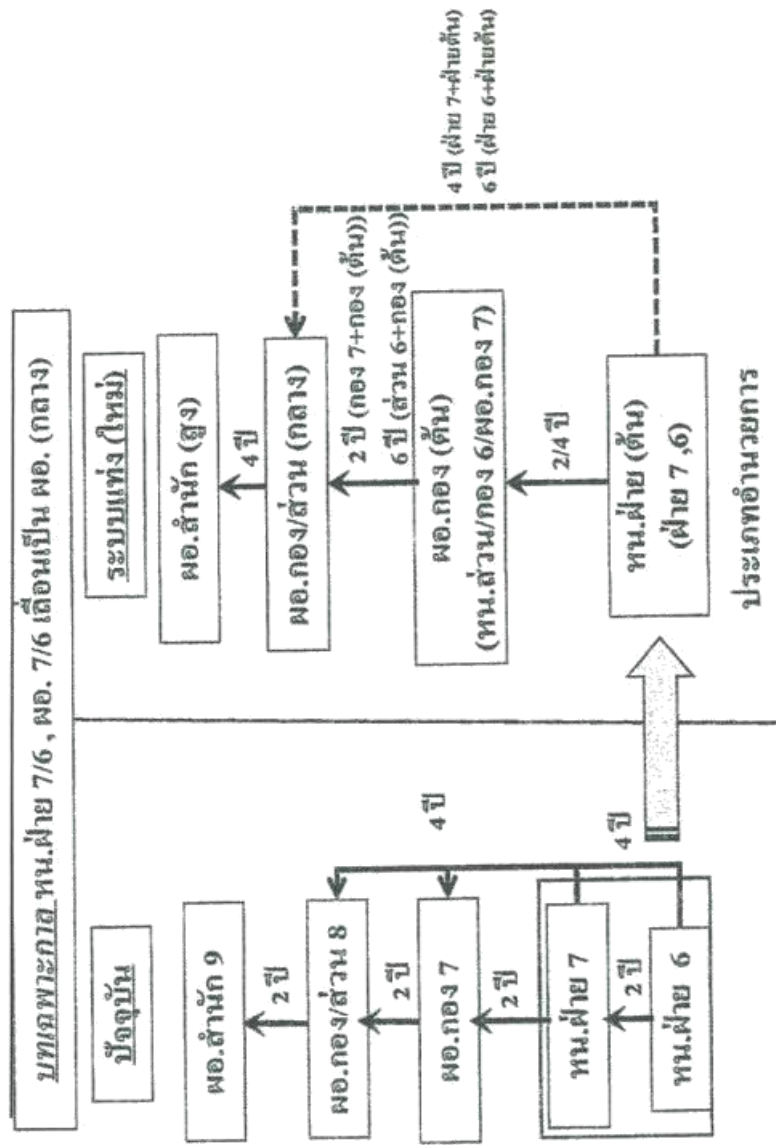 บทเฉพาะกาล หน.ฝ่าย 7/6 , ผอ. 7/6 เลื่อนเป็น ผอ. (กลาง)
ปัจจุบัน
ผอ.สำนัก 9
2 ปี
ผอ.กอง/ส่วน 8
2 ปี
ผอ.กอง 7
2 ปี
หน.ฝ่าย 7
2 ปี
หน.ฝ่าย 6
4 ปี
4 ปี
ระบบแท่ง (ใหม่)
ผอ.สำนัก (สูง)
4 ปี
ผอ.กอง/ส่วน (กลาง)
2 ปี (กอง 7+กอง (ต้น))
6 ปี (ส่วน 6+กอง (ต้น))
ผอ.กอง (ต้น)
(หน.ส่วน/กอง 6/ผอ.กอง 7)
2/4 ปี
หน.ฝ่าย (ต้น)
(ฝ่าย 7 ,6)
4 ปี (ฝ่าย 7+ฝ่ายต้น)
6 ปี (ฝ่าย 6+ฝ่ายต้น)
ประเภทอำนวยการ